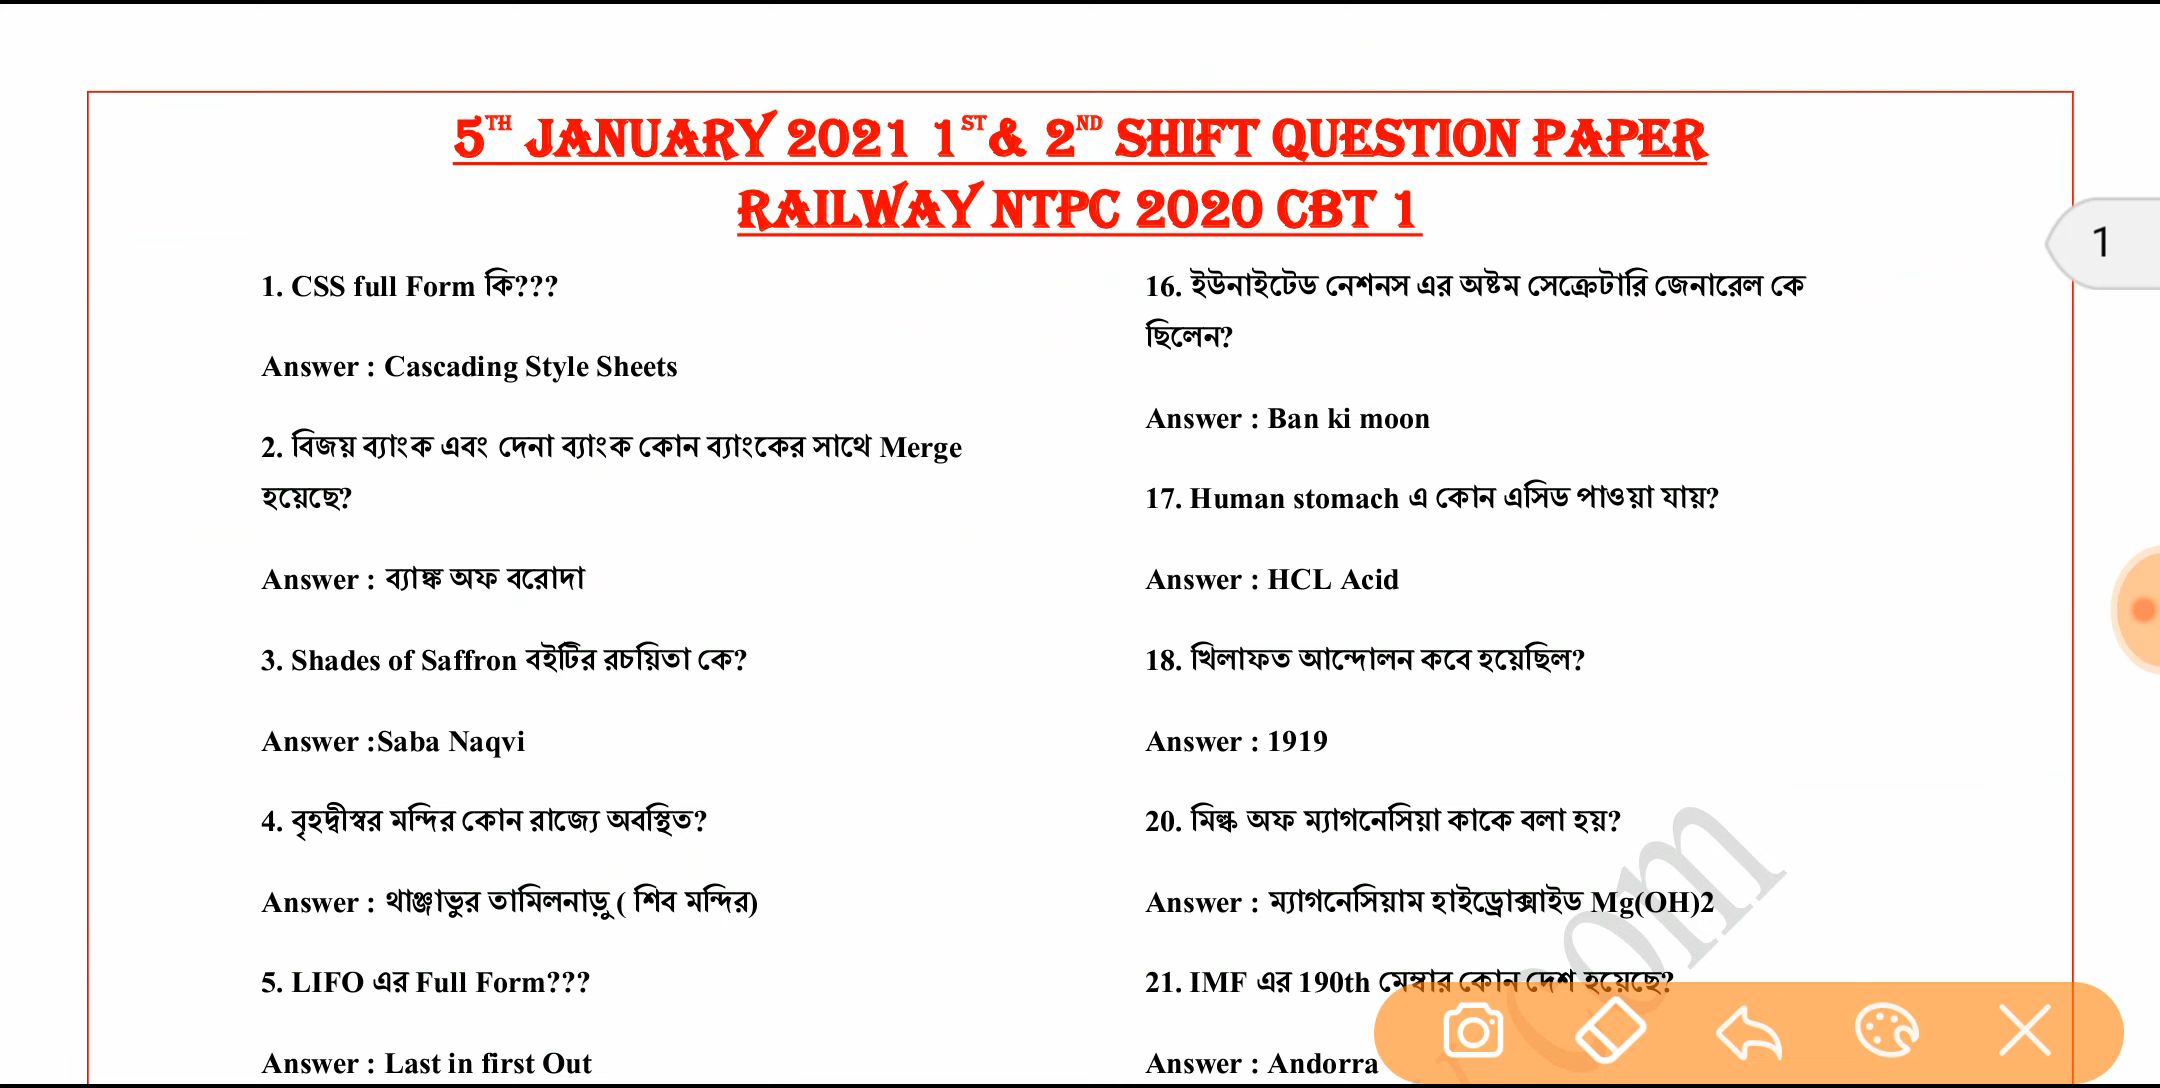 5TH JANUARY 2021 1ST & 2ND SHIFT QUESTION PAPER
RAILWAY NTPC 2020 CBT 1
1
1. CSS full Form কি???
Answer : Cascading Style Sheets
2. বিজয় ব্যাংক এবং দেনা ব্যাংক কোন ব্যাংকের সাথে Merge
হয়েছে?
Answer : ব্যাঙ্ক অফ বরোদা
3. Shades of Saffron বইটির রচয়িতা কে?
Answer :Saba Naqvi
4. বৃহদ্বীস্বর মন্দির কোন রাজ্যে অবস্থিত?
Answer : থাঞ্জাভুর তামিলনাড়ু ( শিব মন্দির)
5. LIFO এর Full Form???
Answer : Last in first Out
16. ইউনাইটেড নেশনস এর অষ্টম সেক্রেটারি জেনারেল কে
ছিলেন?
Answer : Ban ki moon
17. Human stomach এ কোন এসিড পাওয়া যায়?
Answer : HCL Acid
18. খিলাফত আন্দোলন কবে হয়েছিল?
Answer : 1919
20. মিল্ক অফ ম্যাগনেসিয়া কাকে বলা হয়?
Answer : ম্যাগনেসিয়াম হাইড্রোক্সাইড Mg(OH)2
21. IMF এর 190th মেম্বার কোন দেশ হয়েছে?
Answer : Andorra
.com